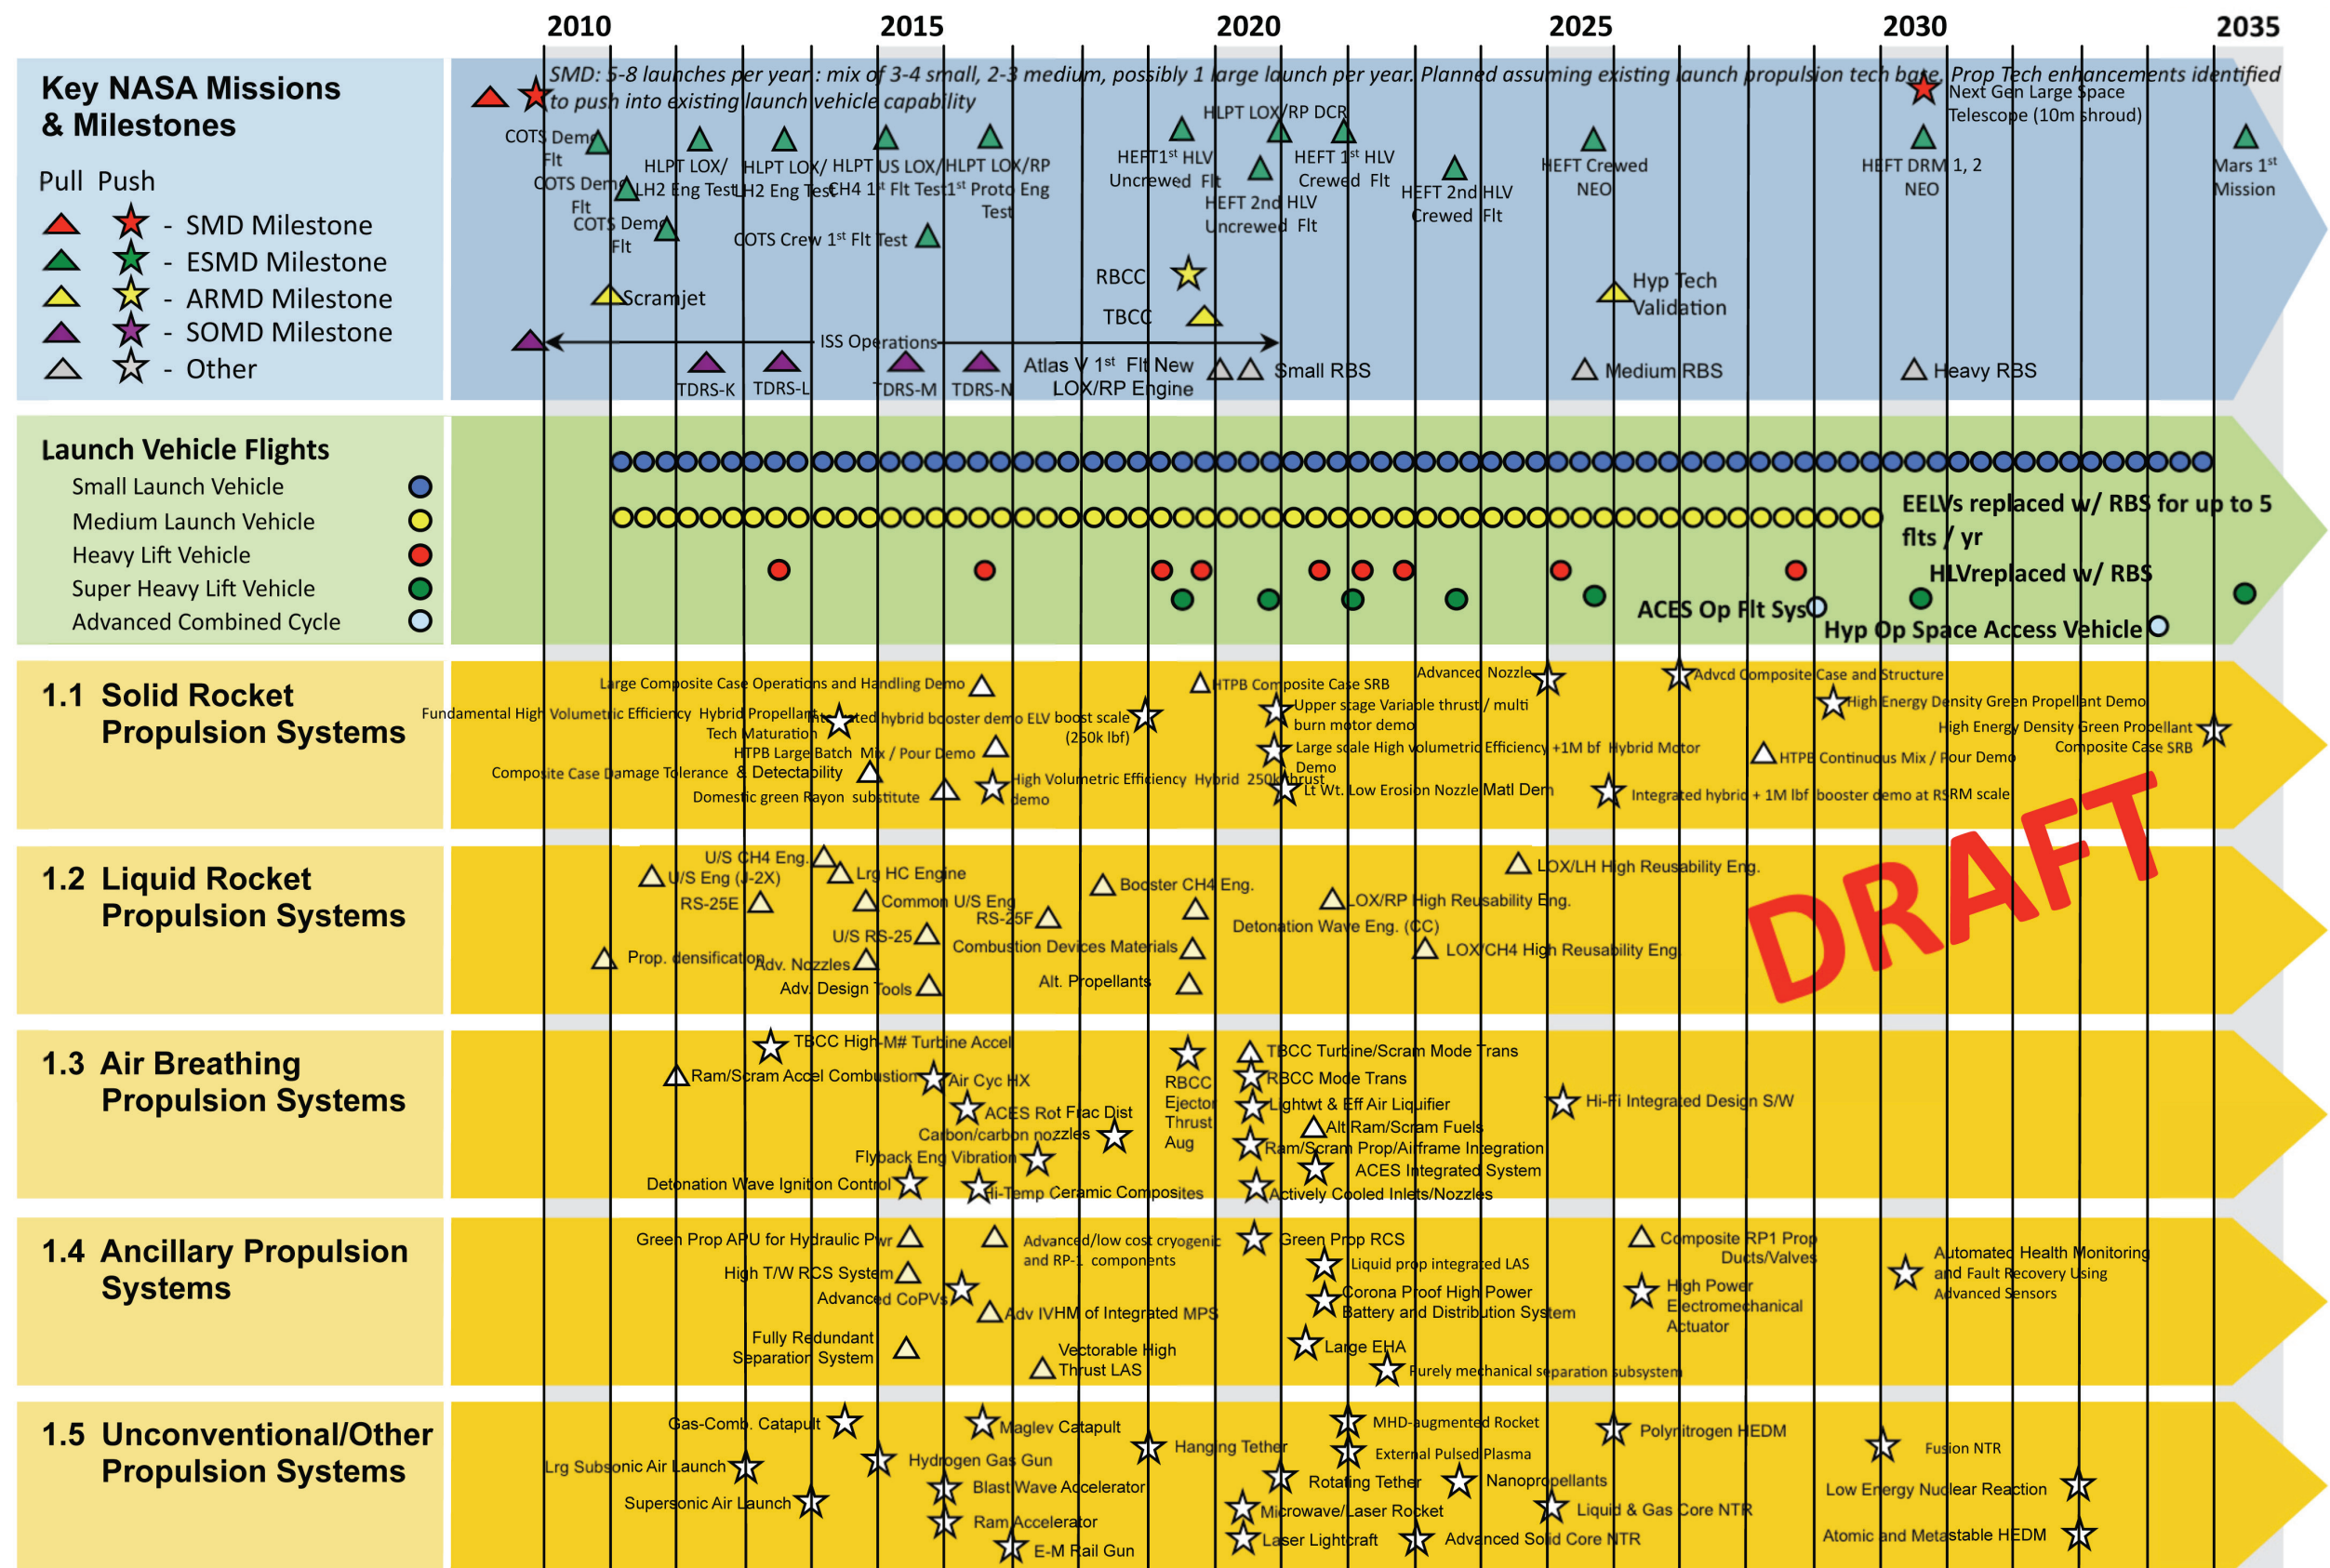 2010 2015 2020 2025 2030 2035
Key NASA Missions
& Milestones
Pull Push
- SMD Milestone
- ESMD Milestone
- ARMD Milestone
- SOMD Milestone
- Other
SMD: 5-8 launches per year : mix of 3-4 small, 2-3 medium, possibly 1 large launch per year. Planned assuming existing launch propulsion tech base. Prop Tech enhancements identified
to push into existing launch vehicle capability
Next Gen Large Space
Telescope (10m shroud)
COTS Demo
Flt
COTS Demo
Flt
COTS Demo
Flt
HLPT LOX/
LH2 Eng Test
HLPT LOX/
LH2 Eng Test
HLPT US LOX/
CH4 1st Flt Test
HLPT LOX/RP
1st Proto Eng
Test
COTS Crew 1st Flt Test
HEFT1st HLV
Uncrewed Flt
HLPT LOX/RP DCR
HEFT 2nd HLV
Uncrewed Flt
HEFT 1st HLV
Crewed Flt
HEFT 2nd HLV
Crewed Flt
HEFT Crewed
NEO
HEFT DRM 1, 2
NEO
Mars 1st
Mission
Scramjet
RBCC
TBCC
Hyp Tech
Validation
ISS Operations
TDRS-K
TDRS-L
TDRS-M
TDRS-N
Atlas V 1st Flt New
LOX/RP Engine
Small RBS
Medium RBS
Heavy RBS
Launch Vehicle Flights
Small Launch Vehicle
Medium Launch Vehicle
Heavy Lift Vehicle
Super Heavy Lift Vehicle
Advanced Combined Cycle
EELVs replaced w/ RBS for up to 5
flts / yr
HLVreplaced w/ RBS
ACES Op Flt Sys
Hyp Op Space Access Vehicle
1.1 Solid Rocket
Propulsion Systems
Large Composite Case Operations and Handling Demo
Fundamental High Volumetric Efficiency Hybrid Propellant
Tech Maturation
hybrid booster demo ELV boost scale
(250k lbf)
HTPB Large Batch Mix / Pour Demo
Composite Case Damage Tolerance & Detectability
Domestic green Rayon substitute
High Volumetric Efficiency Hybrid 250k thrust
demo
HTPB Composite Case SRB
Upper stage Variable thrust / multi
burn motor demo
Large scale High volumetric Efficiency +1M bf Hybrid Motor
Demo
Lt Wt. Low Erosion Nozzle Matl Dem
Advanced Nozzle
Advcd Composite Case and Structure
High Energy Density Green Propellant Demo
High Energy Density Green Propellant
Composite Case SRB
HTPB Continuous Mix / Pour Demo
Integrated hybrid + 1M lbf booster demo at RSRM scale
DRAFT
1.2 Liquid Rocket
Propulsion Systems
U/S CH4 Eng.
U/S Eng (J-2X)
Lrg HC Engine
RS-25E
Common U/S Eng
RS-25F
U/S RS-25
Prop. densification
Adv. Nozzles
Adv. Design Tools
Booster CH4 Eng.
Detonation Wave Eng. (CC)
Combustion Devices Materials
Alt. Propellants
LOX/RP High Reusability Eng.
LOX/LH High Reusability Eng.
LOX/CH4 High Reusability Eng.
1.3 Air Breathing
Propulsion Systems
TBCC High-M# Turbine Accel
Ram/Scram Accel Combustion
Air Cyc HX
ACES Rot Frac Dist
Carbon/carbon nozzles
Flyback Eng Vibration
Detonation Wave Ignition Control
Hi-Temp Ceramic Composites
RBCC
Ejector
Thrust
Aug
TBCC Turbine/Scram Mode Trans
RBCC Mode Trans
Lightwt & Eff Air Liquifier
Alt Ram/Scram Fuels
Ram/Scram Prop/Airframe Integration
ACES Integrated System
Actively Cooled Inlets/Nozzles
Hi-Fi Integrated Design S/W
1.4 Ancillary Propulsion
Systems
Green Prop APU for Hydraulic Pwr
High T/W RCS System
Advanced CoPVs
Advanced/low cost cryogenic
and RP-1 components
Adv IVHM of Integrated MPS
Fully Redundant
Separation System
Vectorable High
Thrust LAS
Green Prop RCS
Liquid prop integrated LAS
Corona Proof High Power
Battery and Distribution System
Large EHA
Purely mechanical separation subsystem
Composite RP1 Prop
Ducts/Valves
High Power
Electromechanical
Actuator
Automated Health Monitoring
and Fault Recovery Using
Advanced Sensors
1.5 Unconventional/Other
Propulsion Systems
Gas-Comb. Catapult
Lrg Subsonic Air Launch
Supersonic Air Launch
Hydrogen Gas Gun
Maglev Catapult
Blast Wave Accelerator
Ram Accelerator
E-M Rail Gun
Hanging Tether
MHD-augmented Rocket
External Pulsed Plasma
Rotating Tether
Nanopropellants
Microwave/Laser Rocket
Laser Lightcraft
Advanced Solid Core NTR
Polynitrogen HEDM
Liquid & Gas Core NTR
Fusion NTR
Low Energy Nuclear Reaction
Atomic and Metastable HEDM